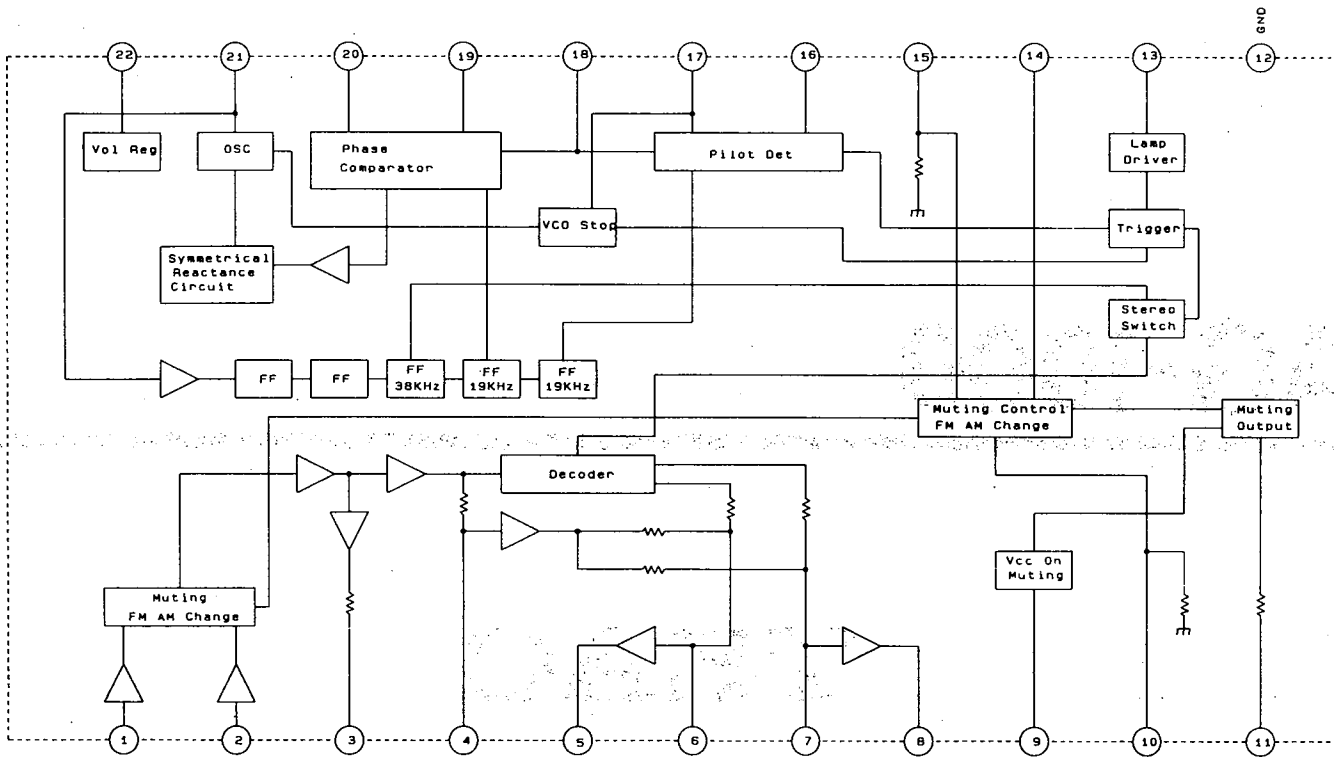 GND
22
21
20
19
18
17
16
15
14
13
12
Vol Reg
OSC
Phase
Comparator
Pilot Det
Lamp
Driver
VCO Stop
Trigger
Symmetrical
Reactance
Circuit
Stereo
Switch
FF
FF
FF
38KHz
FF
19KHz
FF
19KHz
Muting Control
FM AM Change
Muting
Output
Decoder
Vcc On
Muting
Muting
FM AM Change
1
2
3
4
5
6
7
8
9
10
11